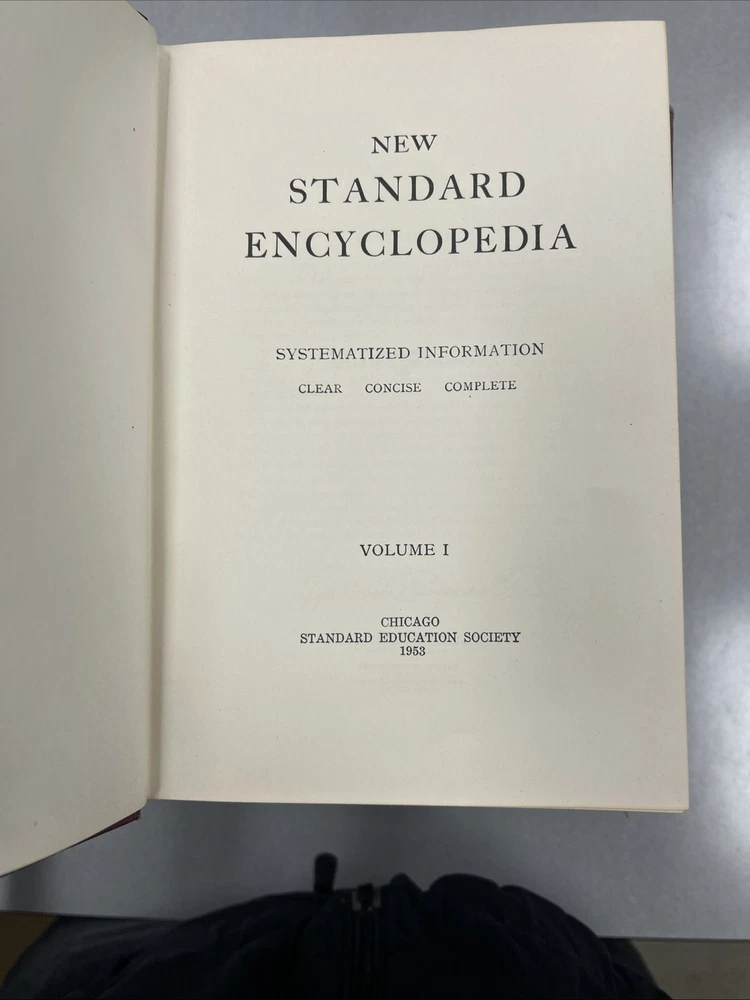 NEW
STANDARD
ENCYCLOPEDIA
SYSTEMATIZED INFORMATION
CLEAR CONCISE COMPLETE
VOLUME I
CHICAGO
STANDARD EDUCATION SOCIETY
1953